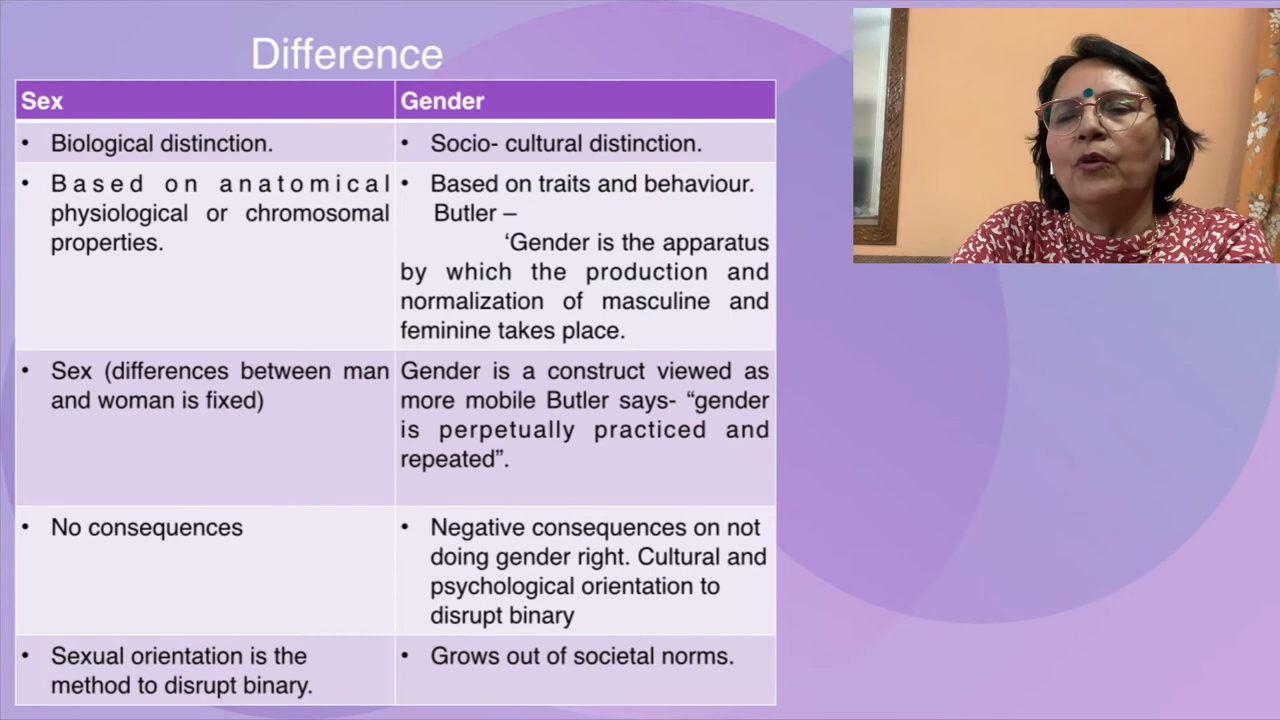 Difference
Sex
Gender
• Biological distinction.
• Socio- cultural distinction.
• Based on anatomical
physiological or chromosomal
properties.
• Based on traits and behaviour.
Butler –
‘Gender is the apparatus
by which the production and
normalization of masculine and
feminine takes place.
• Sex (differences between man
and woman is fixed)
Gender is a construct viewed as
more mobile Butler says- “gender
is perpetually practiced and
repeated”.
• No consequences
• Negative consequences on not
doing gender right. Cultural and
psychological orientation to
disrupt binary
• Sexual orientation is the
method to disrupt binary.
• Grows out of societal norms.